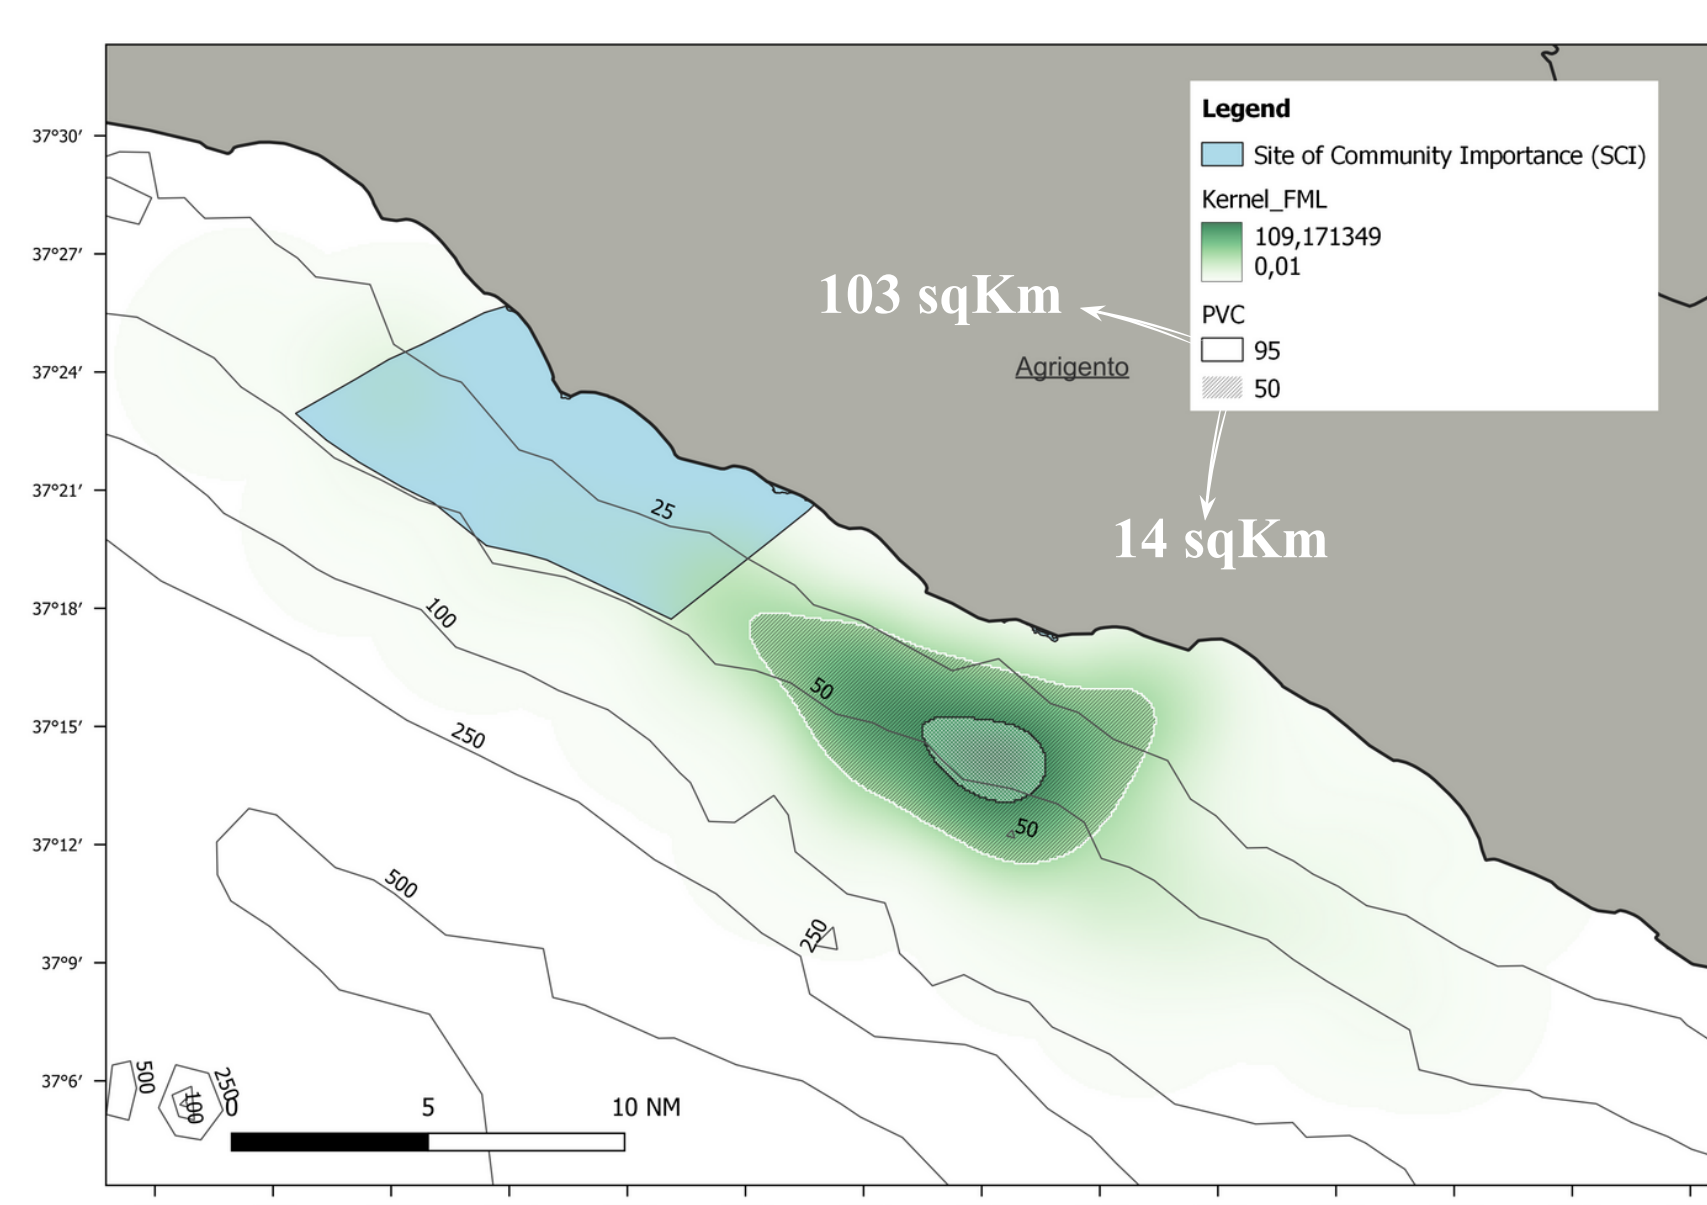 Legend
Site of Community Importance (SCI)
Kernel_FML
109,171349
0,01
PVC
95
50
103 sqKm
Agrigento
14 sqKm
37°30′
37°27′
37°24′
37°21′
37°18′
37°15′
37°12′
37°9′
37°6′
25
100
50
250
50
500
250
500
250
100
0 5 10 NM